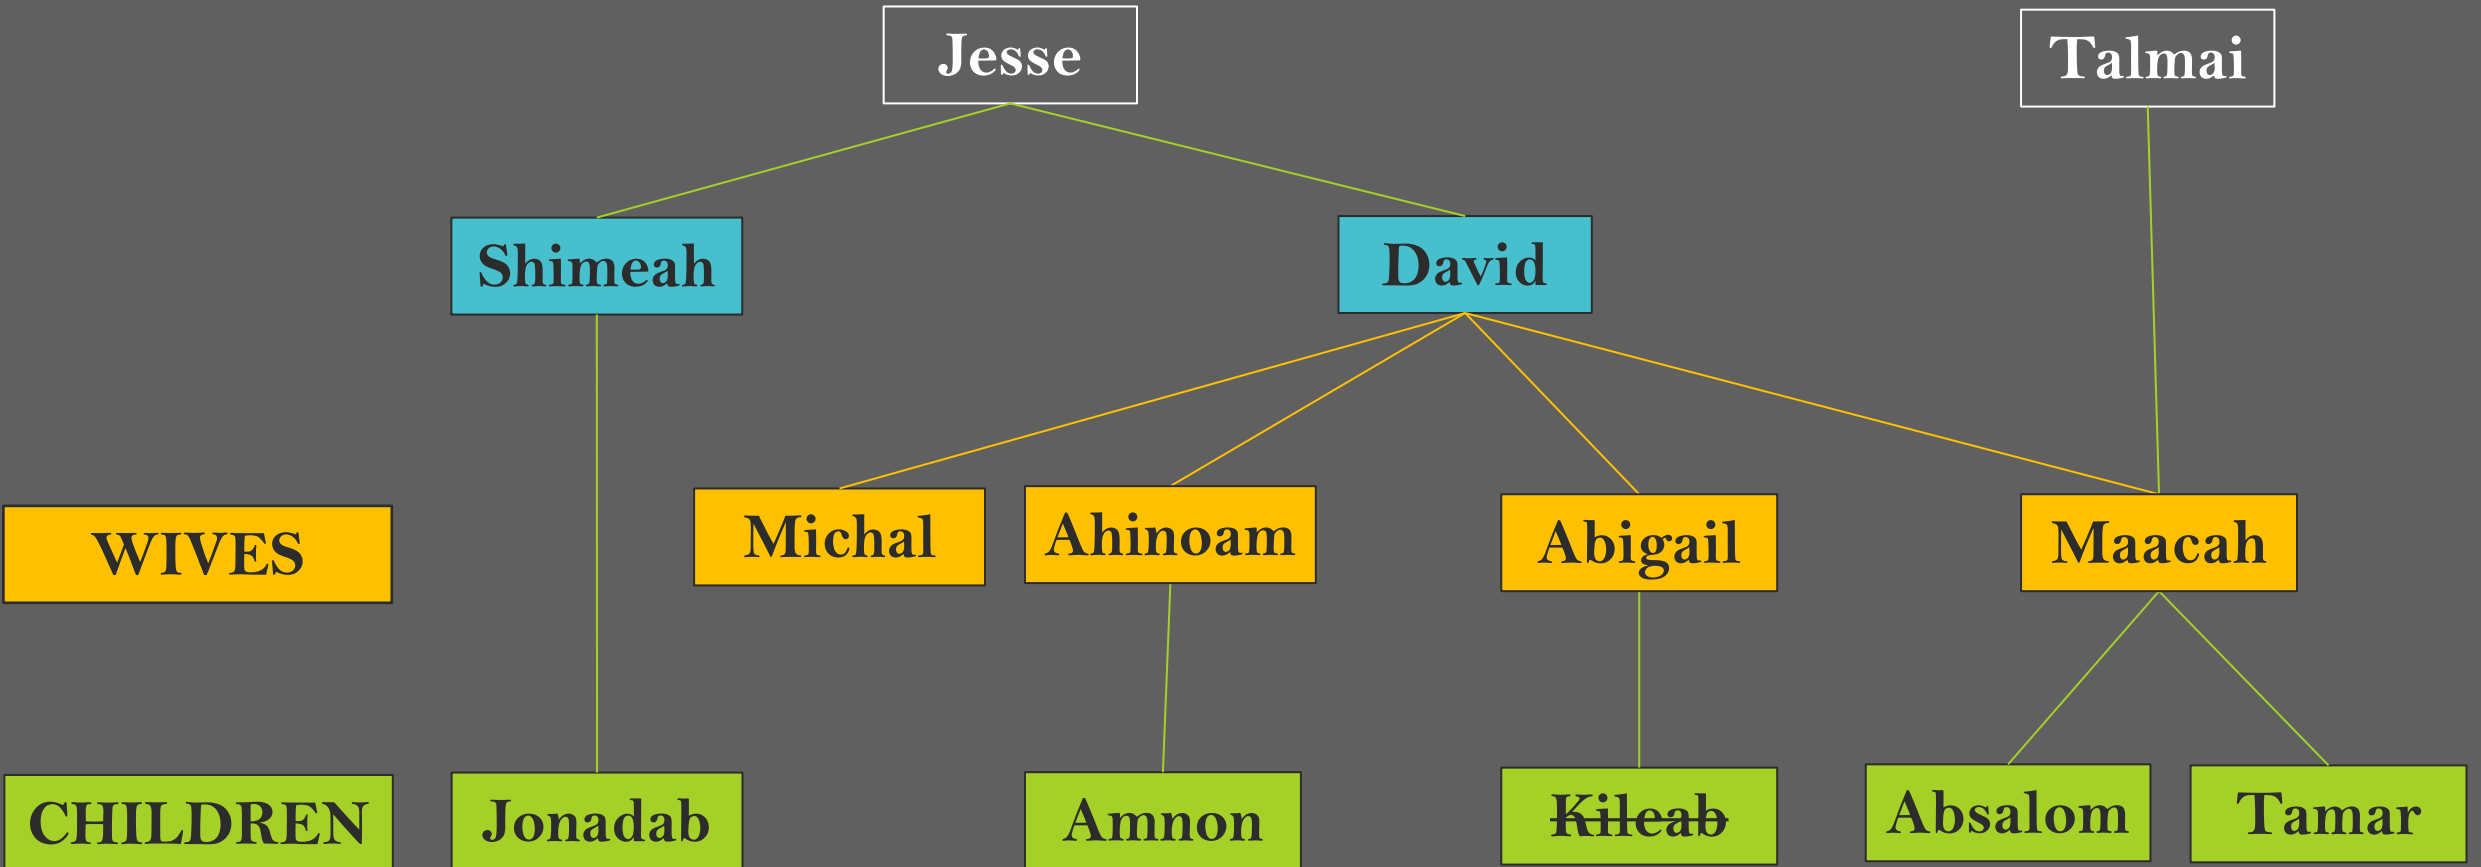 Jesse
Talmai
Shimeah
David
WIVES
Michal
Ahinoam
Abigail
Maacah
CHILDREN
Jonadab
Amnon
Kileab
Absalom
Tamar